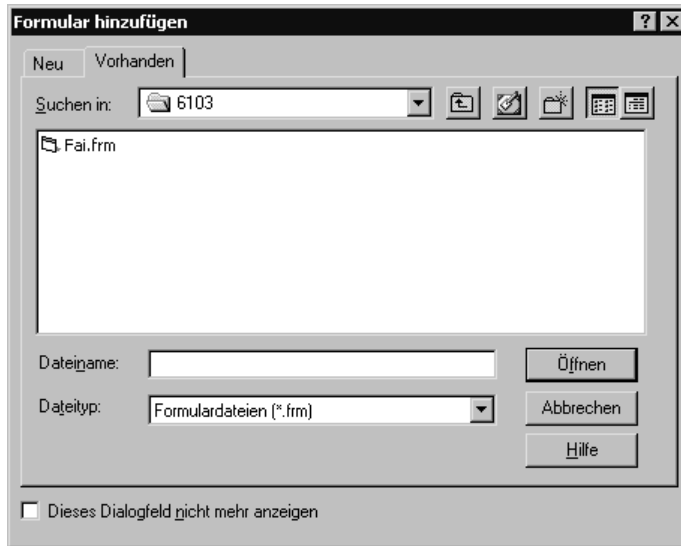 Formular hinzufügen
Neu Vorhanden
Suchen in: 6103
Fai.frm
Dateiname: Öffnen
Dateityp: Formulardateien (*.frm) Abbrechen
Hilfe
Dieses Dialogfeld nicht mehr anzeigen